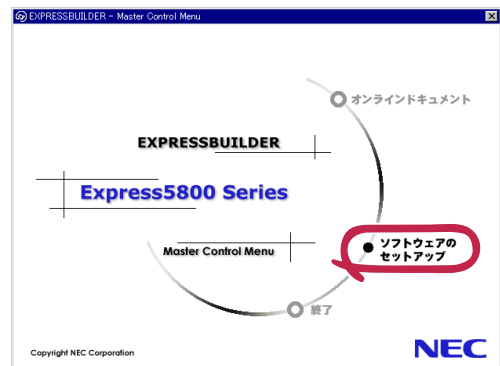 EXPRESSBUILDER - Master Control Menu
オンラインドキュメント
EXPRESSBUILDER
Express5800 Series
ソフトウェアの
セットアップ
Master Control Menu
終了
Copyright NEC Corporation
NEC